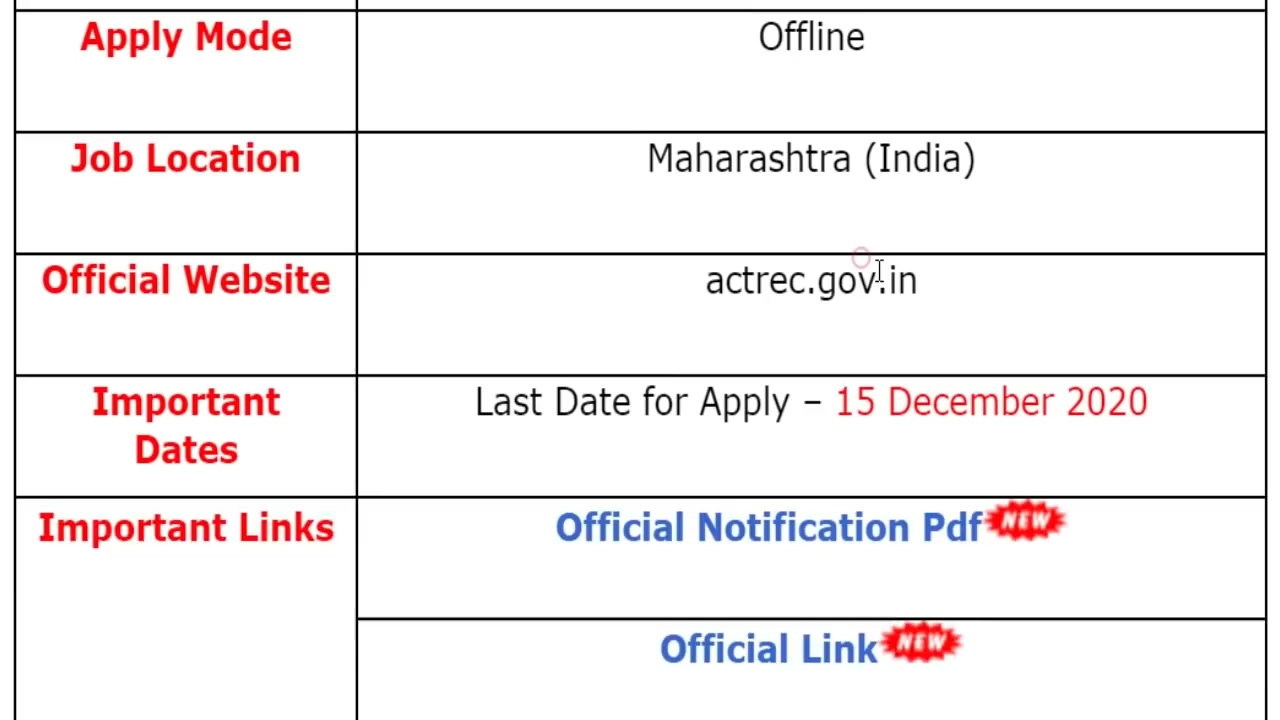 Apply Mode
Offline
Job Location
Maharashtra (India)
Official Website
actrec.gov.in
Important
Dates
Last Date for Apply – 15 December 2020
Important Links
Official Notification Pdf NEW
Official Link NEW